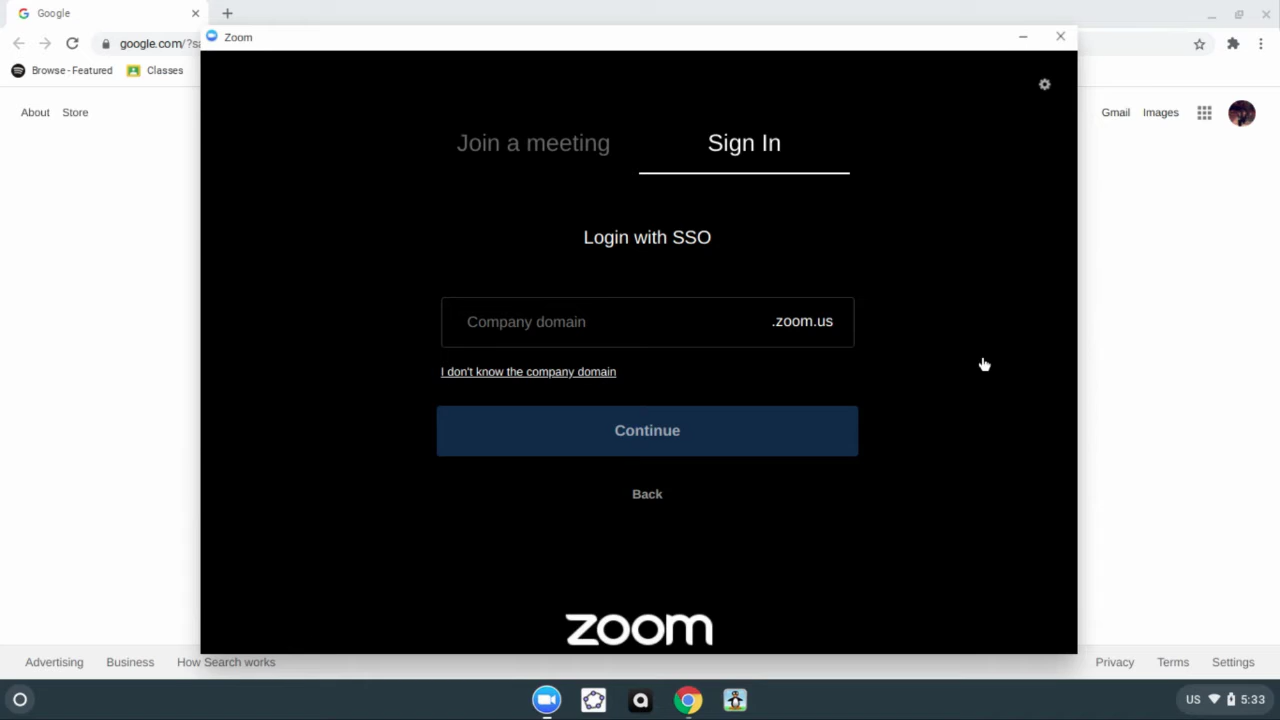 Google
google.com/?s
Browse - Featured
Classes
Zoom
About
Store
Gmail
Images
Join a meeting
Sign In
Login with SSO
Company domain
.zoom.us
I don't know the company domain
Continue
Back
zoom
Advertising
Business
How Search works
Privacy
Terms
Settings
US
5:33